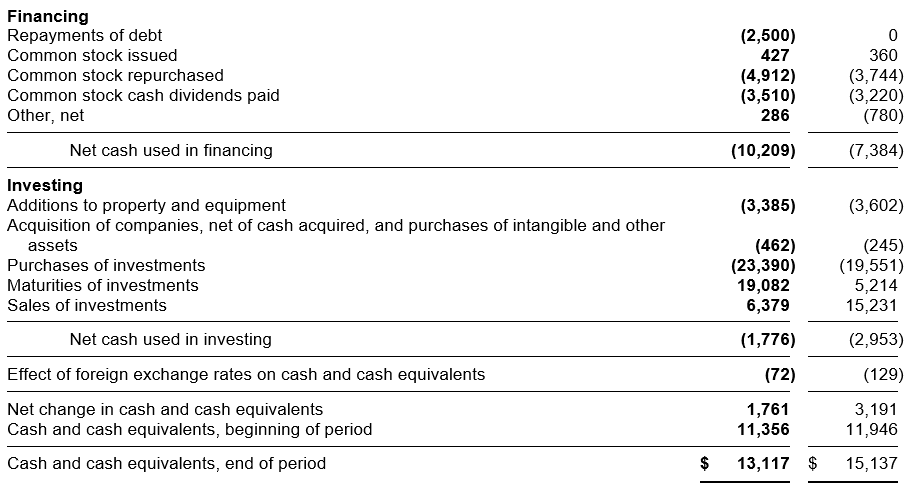 Financing
Repayments of debt (2,500) 0
Common stock issued 427 360
Common stock repurchased (4,912) (3,744)
Common stock cash dividends paid (3,510) (3,220)
Other, net 286 (780)
Net cash used in financing (10,209) (7,384)
Investing
Additions to property and equipment (3,385) (3,602)
Acquisition of companies, net of cash acquired, and purchases of intangible and other
assets (462) (245)
Purchases of investments (23,390) (19,551)
Maturities of investments 19,082 5,214
Sales of investments 6,379 15,231
Net cash used in investing (1,776) (2,953)
Effect of foreign exchange rates on cash and cash equivalents (72) (129)
Net change in cash and cash equivalents 1,761 3,191
Cash and cash equivalents, beginning of period 11,356 11,946
Cash and cash equivalents, end of period $ 13,117 $ 15,137